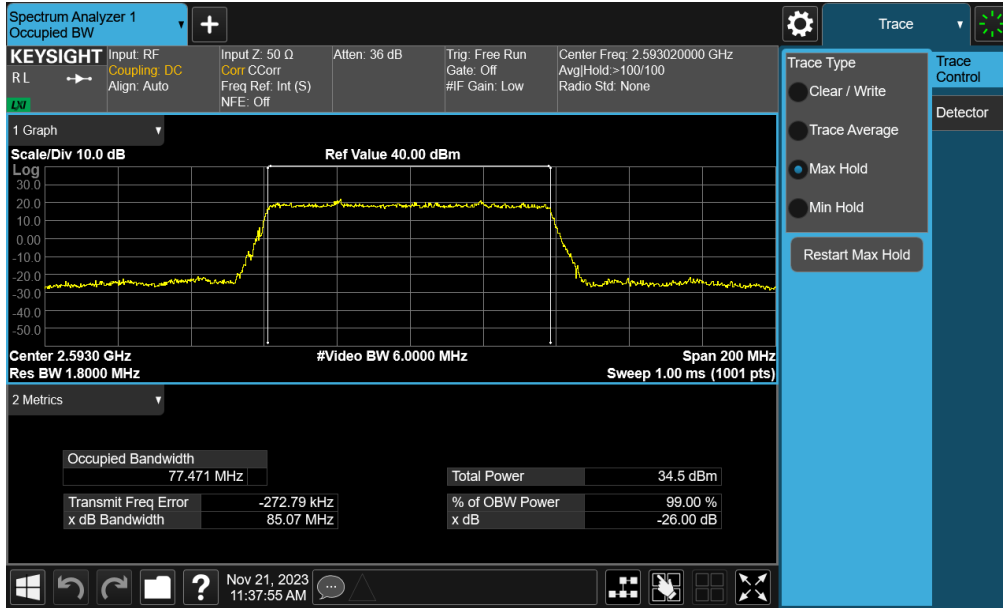 Spectrum Analyzer 1
Occupied BW
+
Trace
KEYSIGHT
R L
LXI
Input: RF
Coupling: DC
Align: Auto
Input Z: 50 Ω
Corr CCorr
Freq Ref: Int (S)
NFE: Off
Atten: 36 dB
Trig: Free Run
Gate: Off
#IF Gain: Low
Center Freq: 2.593020000 GHz
Avg|Hold:>100/100
Radio Std: None
Trace Type
Clear / Write
Trace Average
Max Hold
Min Hold
Restart Max Hold
Trace
Control
Detector
1 Graph
Scale/Div 10.0 dB
Ref Value 40.00 dBm
Log
30.0
20.0
10.0
0.00
-10.0
-20.0
-30.0
-40.0
-50.0
Center 2.5930 GHz
#Video BW 6.0000 MHz
Span 200 MHz
Res BW 1.8000 MHz
Sweep 1.00 ms (1001 pts)
2 Metrics
Occupied Bandwidth
77.471 MHz
Total Power 34.5 dBm
Transmit Freq Error -272.79 kHz
% of OBW Power 99.00 %
x dB Bandwidth 85.07 MHz
x dB -26.00 dB
?
Nov 21, 2023
11:37:55 AM